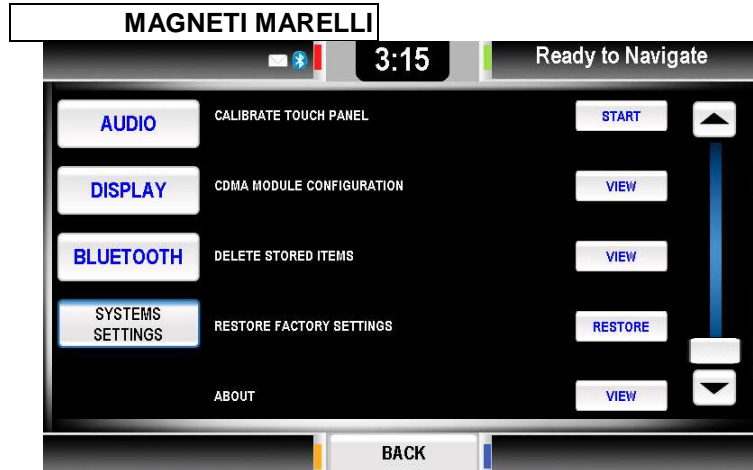 MAGNETI MARELLI
3:15
Ready to Navigate
AUDIO
CALIBRATE TOUCH PANEL
START
DISPLAY
CDMA MODULE CONFIGURATION
VIEW
BLUETOOTH
DELETE STORED ITEMS
VIEW
SYSTEMS
SETTINGS
RESTORE FACTORY SETTINGS
RESTORE
ABOUT
VIEW
BACK